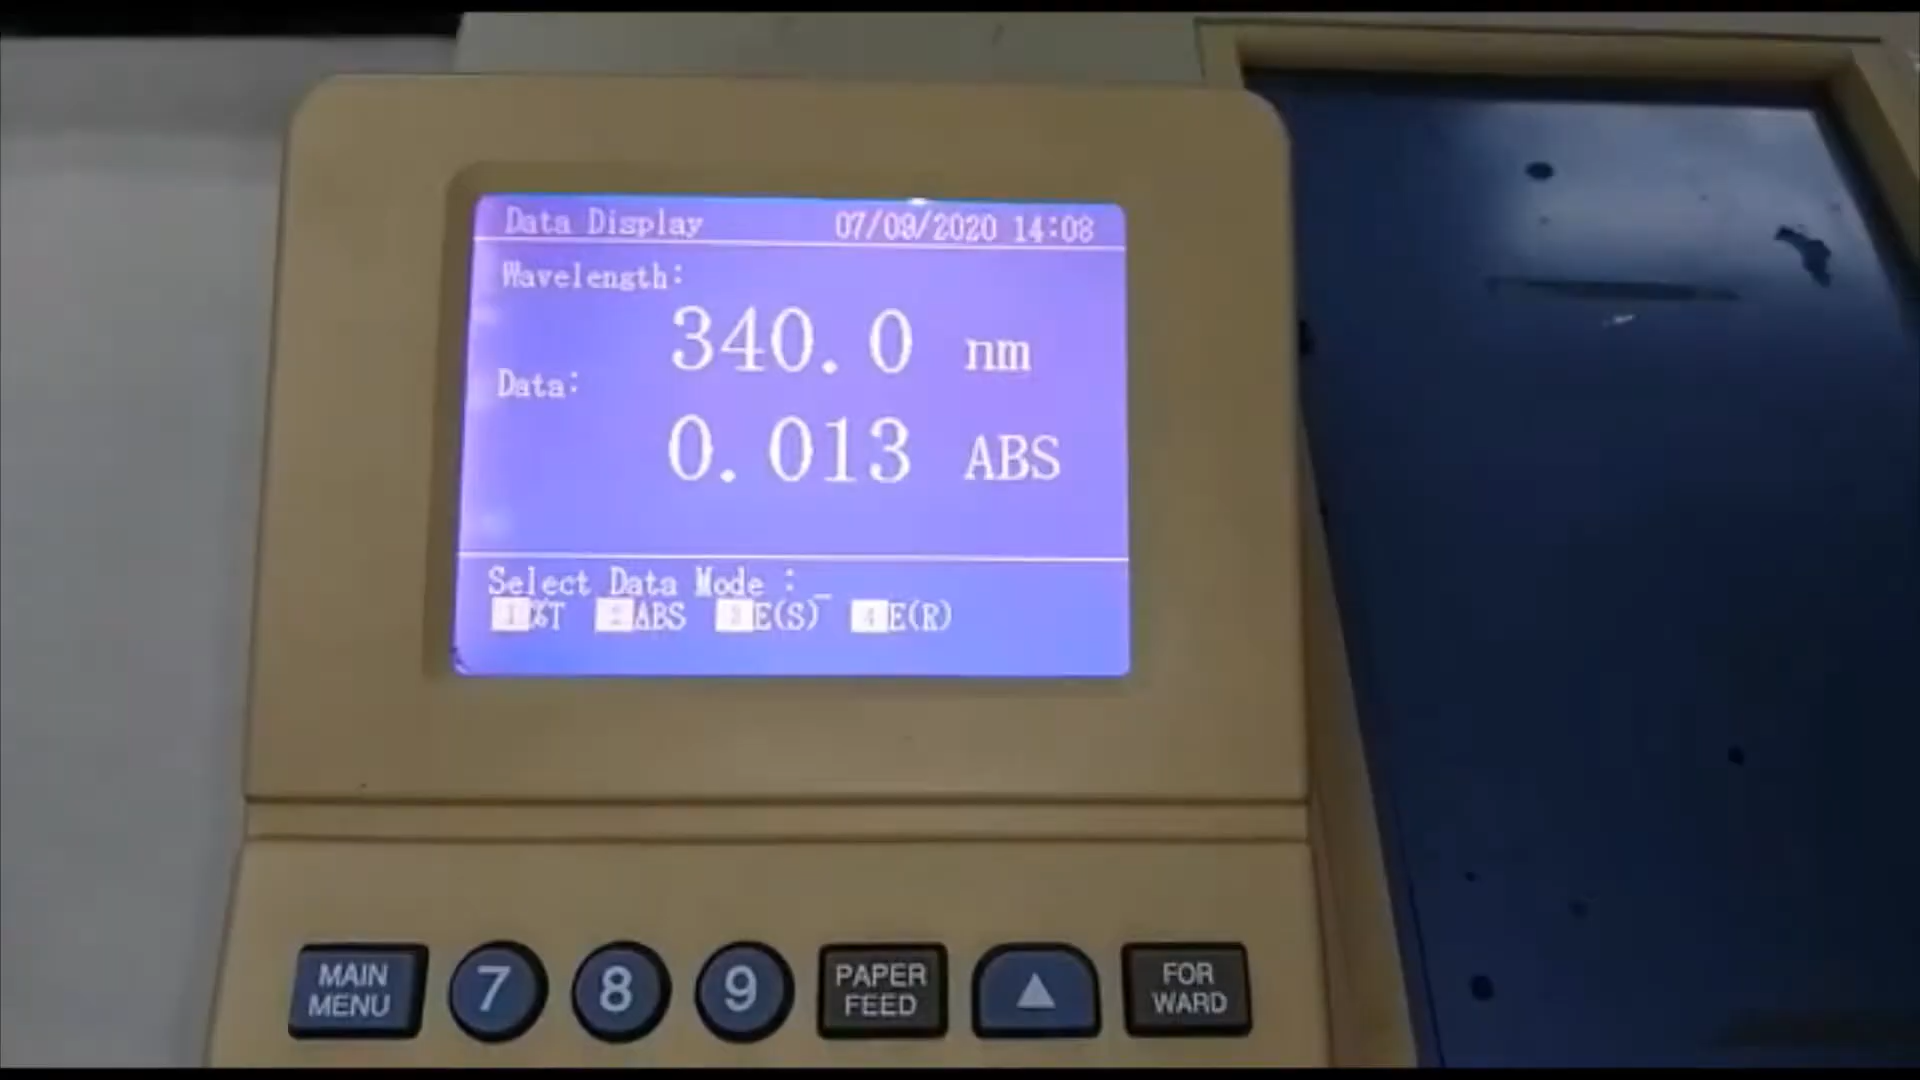 Data Display 07/09/2020 14:08
Wavelength:
340.0 nm
Data:
0.013 ABS
Select Data Mode :_
1 %T 2 ABS 3 E(S) 4 E(R)
MAIN MENU 7 8 9 PAPER FEED ▲ FOR WARD